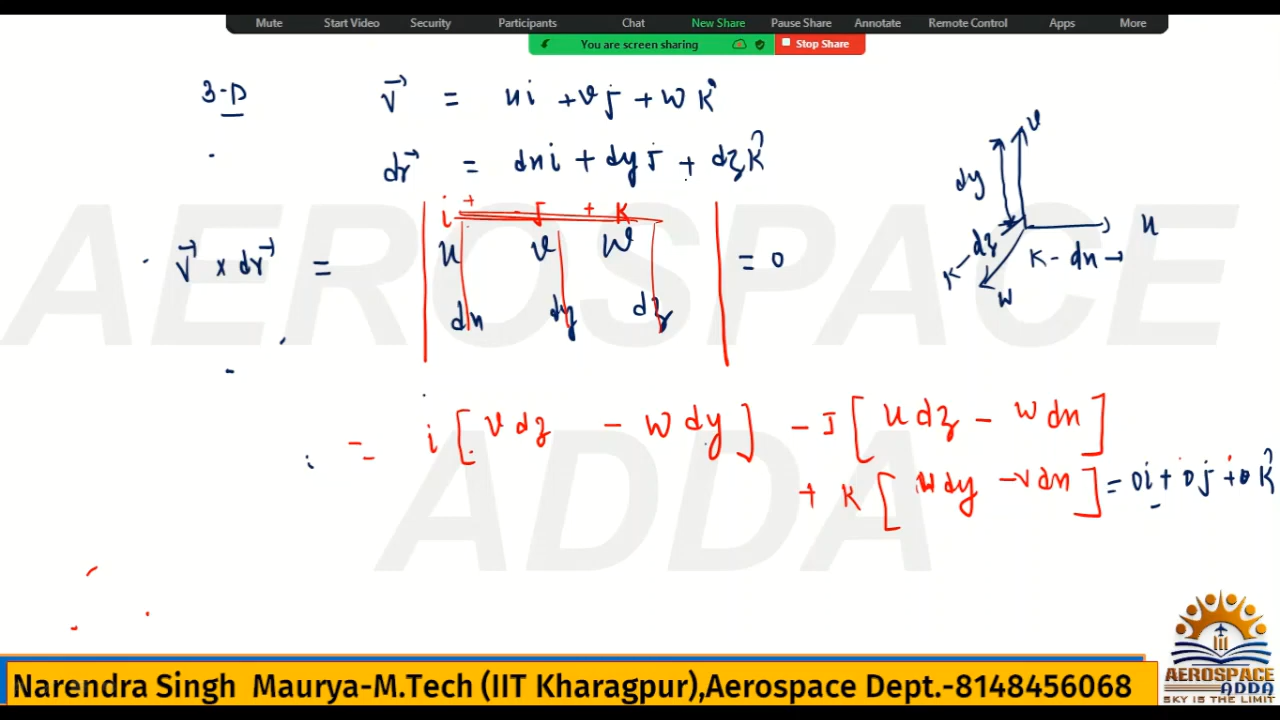 Mute Start Video Security Participants Chat New Share Pause Share Annotate Remote Control Apps More
You are screen sharing Stop Share
3-D V⃗ = ui + vj + wk̂
dr⃗ = dxi + dyj + dzk̂
i + - j + k
V⃗ × dr⃗ = u v w = 0
dx dy dz
v
dy
u
dz
K - dx →
w
= i [vdz - wdy] - J [udz - wdx]
+ K [udy - vdx] = 0i + 0j + 0k̂
AEROSPACE
ADDA
Narendra Singh Maurya-M.Tech (IIT Kharagpur),Aerospace Dept.-8148456068
AEROSPACE
ADDA
SKY IS THE LIMIT